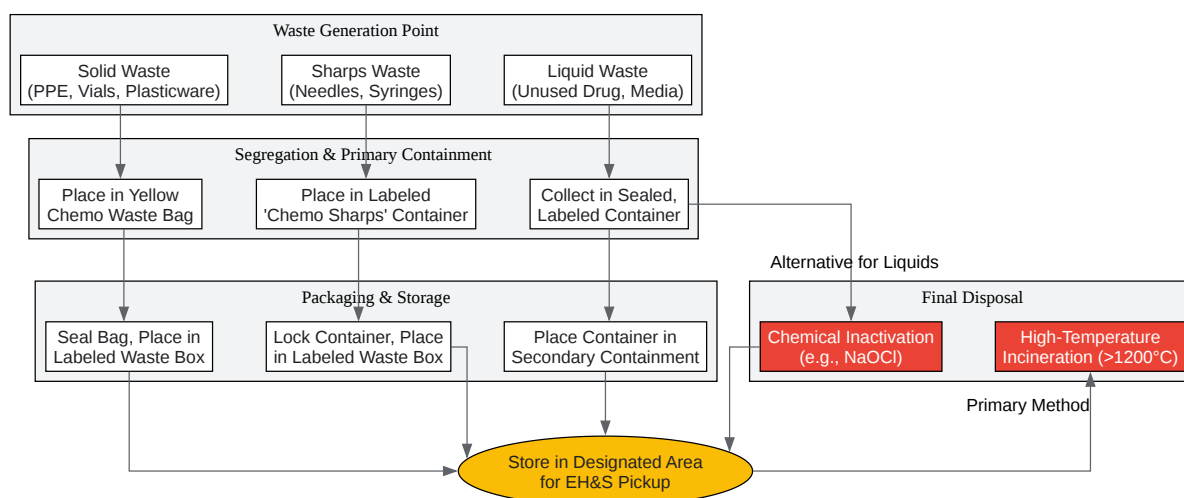 Waste Generation Point
Solid Waste
(PPE, Vials, Plasticware)
Sharps Waste
(Needles, Syringes)
Liquid Waste
(Unused Drug, Media)
Segregation & Primary Containment
Place in Yellow
Chemo Waste Bag
Place in Labeled
'Chemo Sharps' Container
Collect in Sealed,
Labeled Container
Alternative for Liquids
Packaging & Storage
Seal Bag, Place in
Labeled Waste Box
Lock Container, Place
in Labeled Waste Box
Place Container in
Secondary Containment
Final Disposal
Chemical Inactivation
(e.g., NaOCl)
High-Temperature
Incineration (>1200°C)
Primary Method
Store in Designated Area
for EH&S Pickup